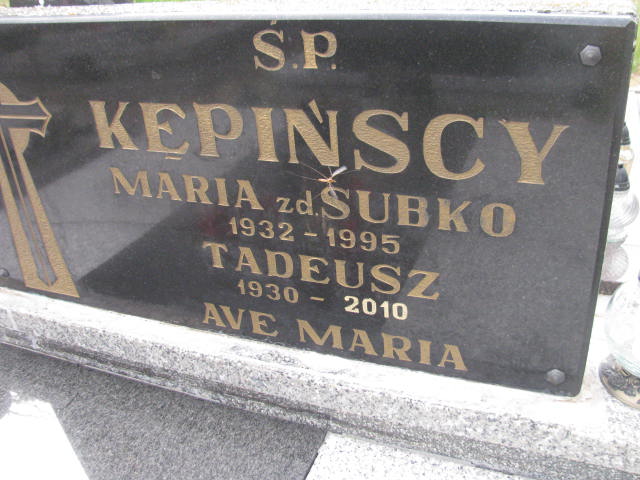 Ś.P.
KĘPIŃSCY
MARIA zd. SUBKO
1932 - 1995
TADEUSZ
1930 - 2010
AVE MARIA